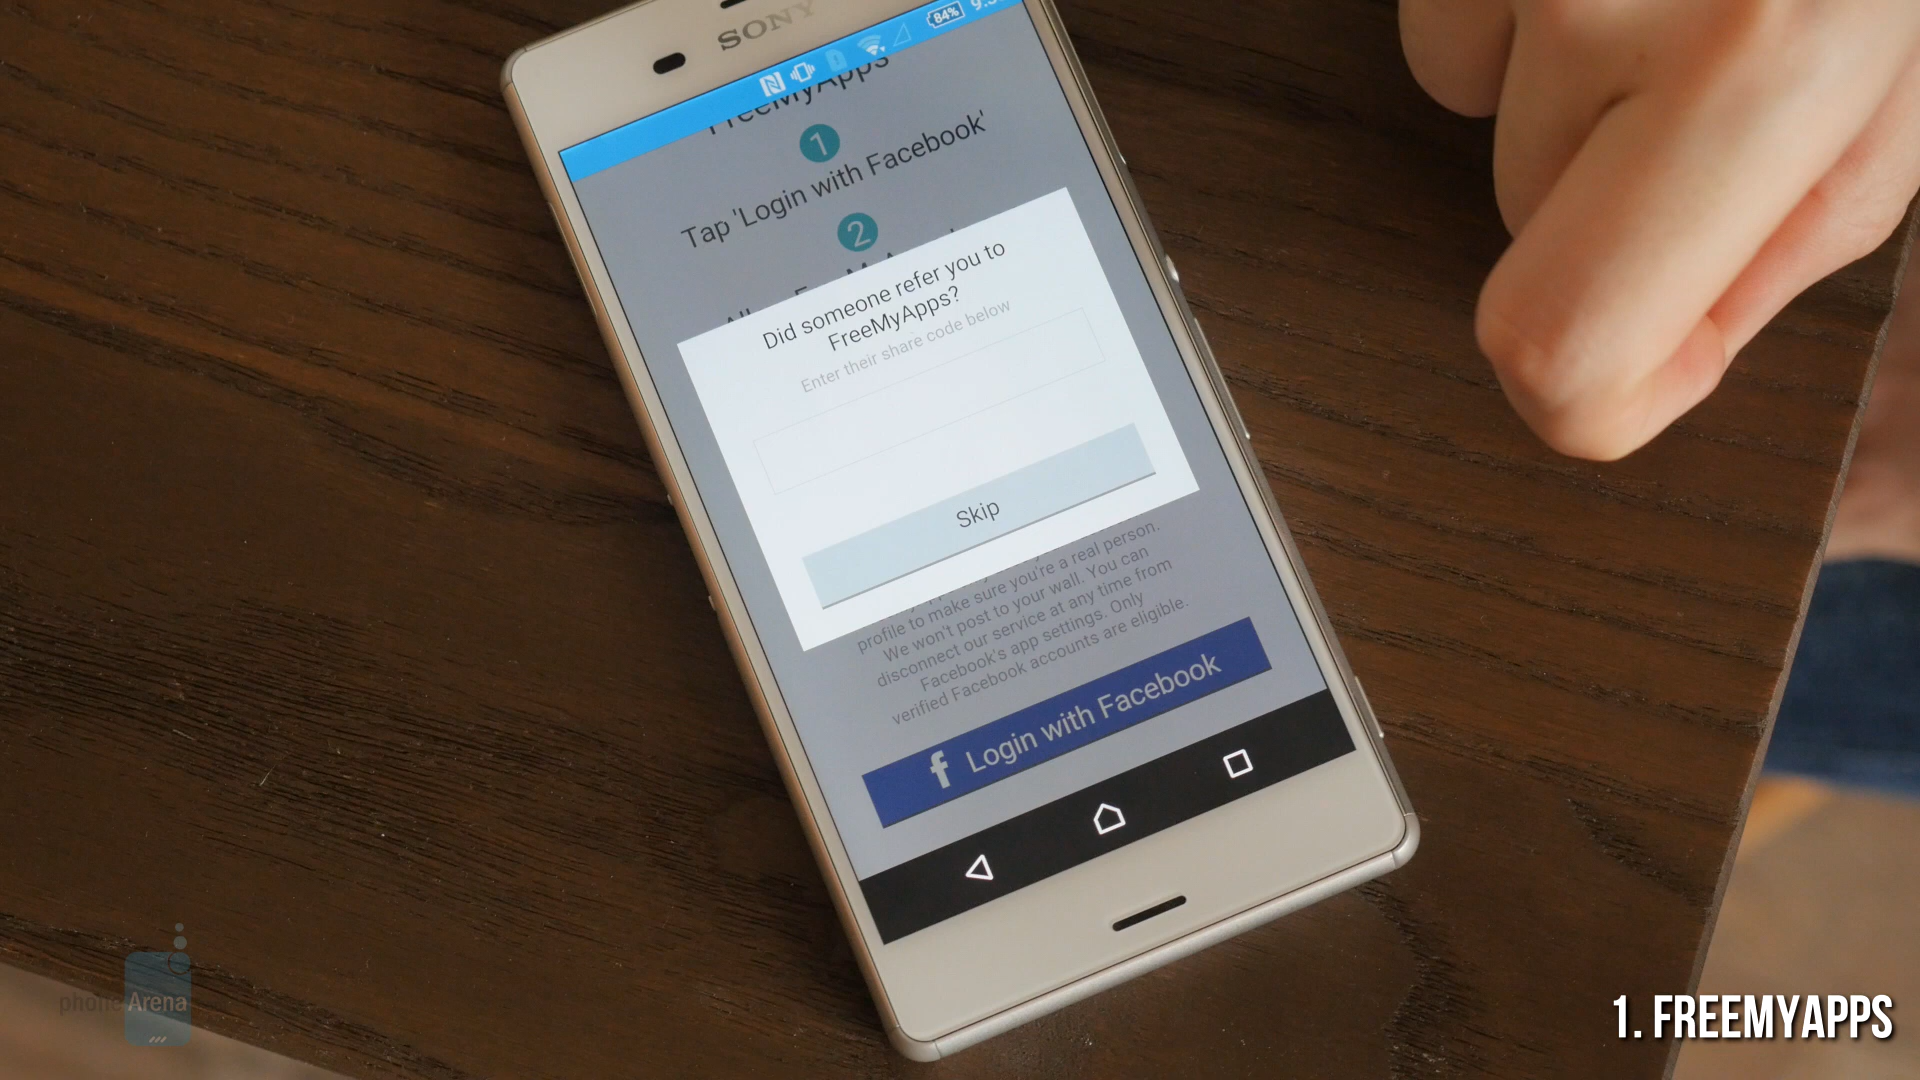 SONY
84%
FreeMyApps
1
Tap 'Login with Facebook'
2
Did someone refer you to
FreeMyApps?
Enter their share code below
Skip
profile to make sure you're a real person.
We won't post to your wall. You can
disconnect our service at any time from
Facebook's app settings. Only
verified Facebook accounts are eligible.
f Login with Facebook
phoneArena
1. FREEMYAPPS